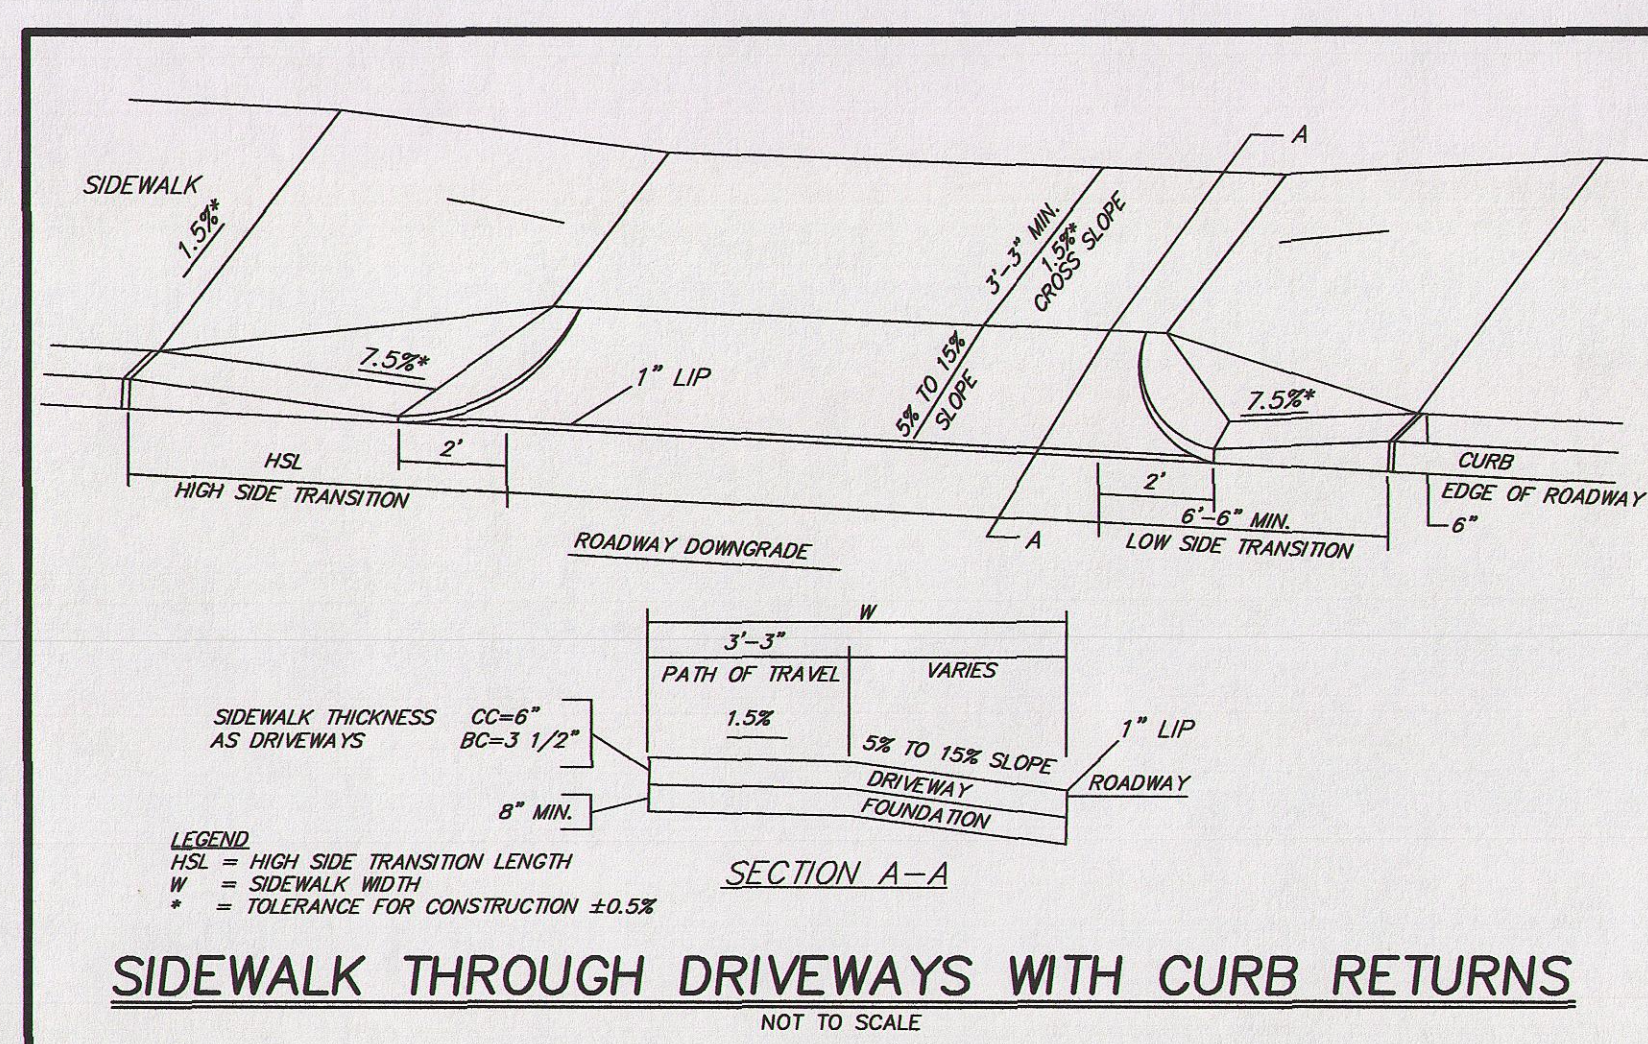 A
SIDEWALK
1.5%*
3'-3" MIN.
1.5%*
CROSS SLOPE
7.5%*
1" LIP
5% TO 15%
SLOPE
7.5%*
2'
HSL
HIGH SIDE TRANSITION
2'
CURB
EDGE OF ROADWAY
6'-6" MIN.
6"
LOW SIDE TRANSITION
A
ROADWAY DOWNGRADE
W
3'-3"
PATH OF TRAVEL
VARIES
SIDEWALK THICKNESS CC=6"
AS DRIVEWAYS BC=3 1/2"
1.5%
1" LIP
5% TO 15% SLOPE
DRIVEWAY
ROADWAY
8" MIN.
FOUNDATION
LEGEND
HSL = HIGH SIDE TRANSITION LENGTH
W = SIDEWALK WIDTH
* = TOLERANCE FOR CONSTRUCTION ±0.5%
SECTION A-A
SIDEWALK THROUGH DRIVEWAYS WITH CURB RETURNS
NOT TO SCALE